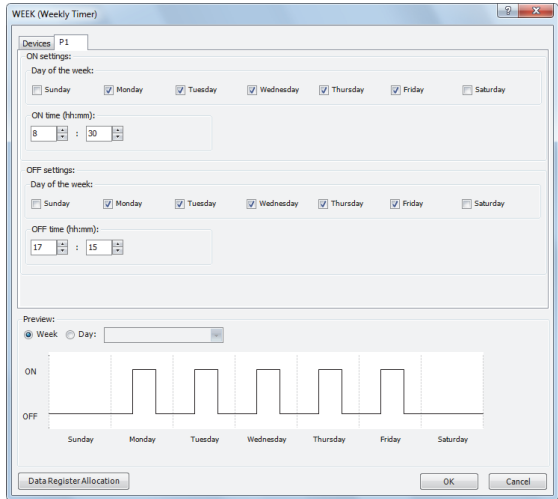 WEEK (Weekly Timer)
Devices P1
ON settings:
Day of the week:
Sunday Monday Tuesday Wednesday Thursday Friday Saturday
ON time (hh:mm):
8 : 30
OFF settings:
Day of the week:
Sunday Monday Tuesday Wednesday Thursday Friday Saturday
OFF time (hh:mm):
17 : 15
Preview:
Week Day:
ON
OFF
Sunday Monday Tuesday Wednesday Thursday Friday Saturday
Data Register Allocation OK Cancel